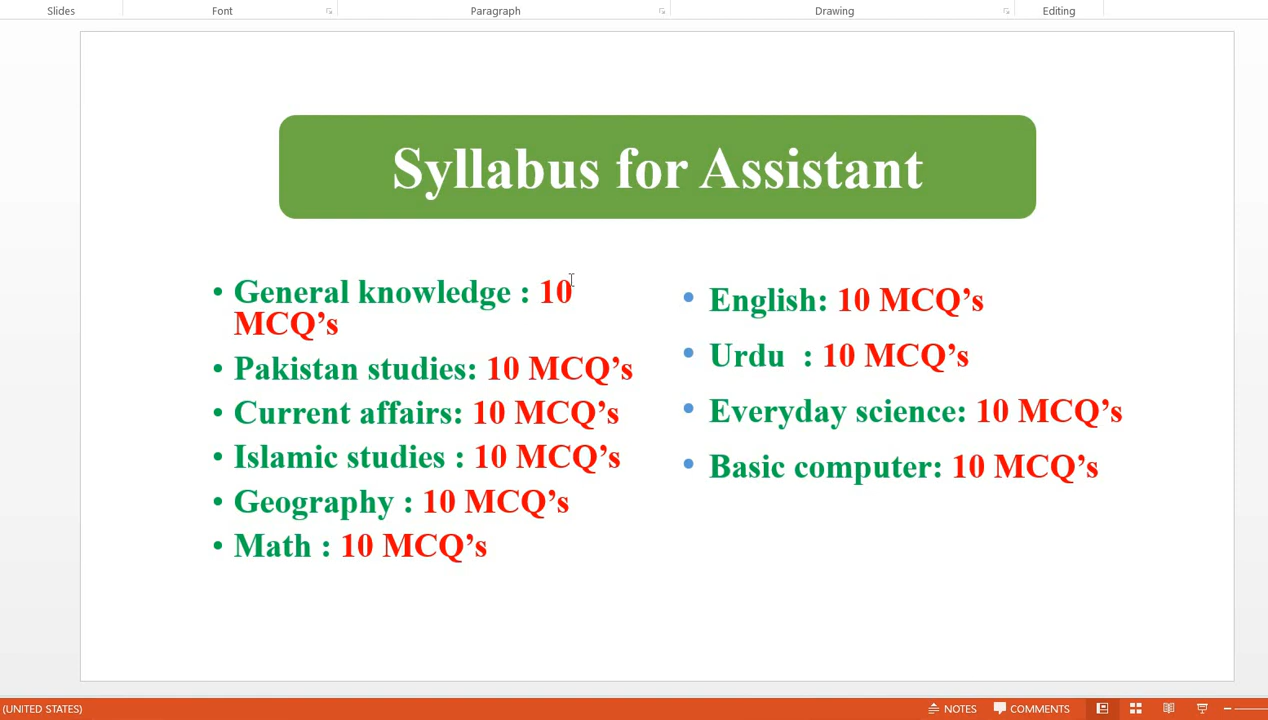 Slides Font Paragraph Drawing Editing
Syllabus for Assistant
• General knowledge : 10
MCQ’s
• Pakistan studies: 10 MCQ’s
• Current affairs: 10 MCQ’s
• Islamic studies : 10 MCQ’s
• Geography : 10 MCQ’s
• Math : 10 MCQ’s
• English: 10 MCQ’s
• Urdu : 10 MCQ’s
• Everyday science: 10 MCQ’s
• Basic computer: 10 MCQ’s
(UNITED STATES) NOTES COMMENTS